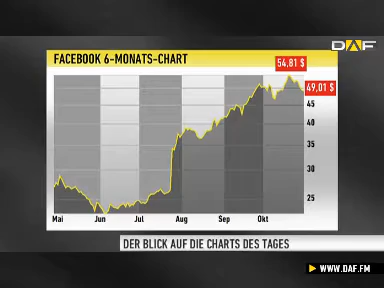 DAF
FACEBOOK 6-MONATS-CHART
54,81 $
49,01 $
45
40
35
30
25
Mai Jun Jul Aug Sep Okt
DER BLICK AUF DIE CHARTS DES TAGES
WWW.DAF.FM